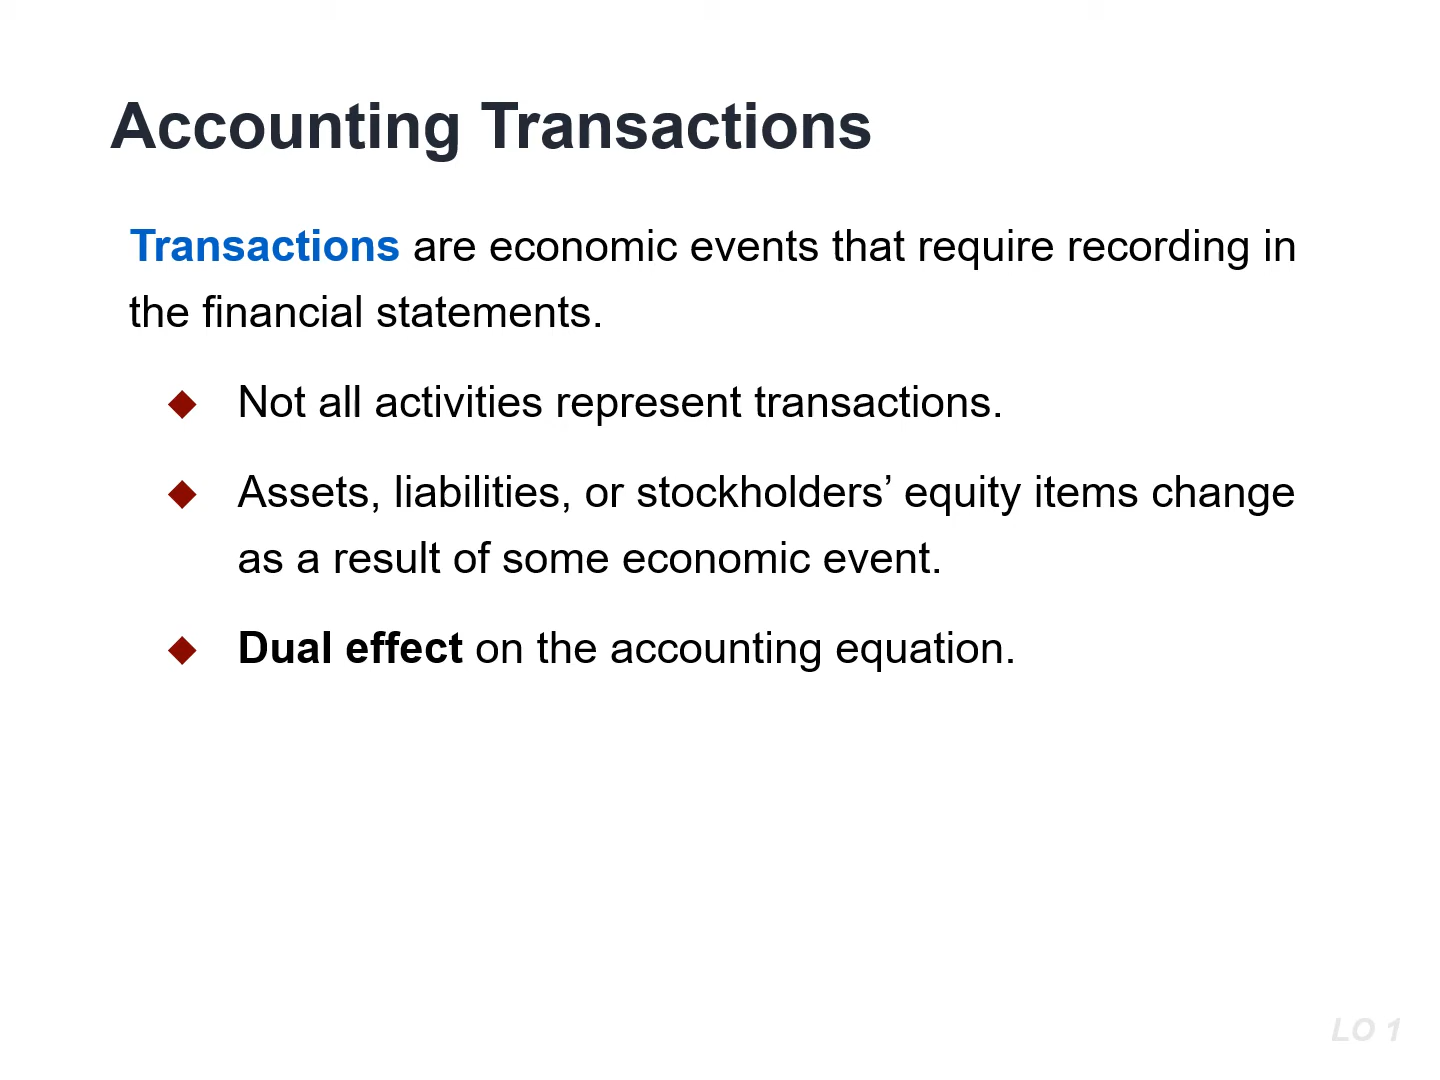 Accounting Transactions
Transactions are economic events that require recording in
the financial statements.
◆ Not all activities represent transactions.
◆ Assets, liabilities, or stockholders’ equity items change
as a result of some economic event.
◆ Dual effect on the accounting equation.
LO 1